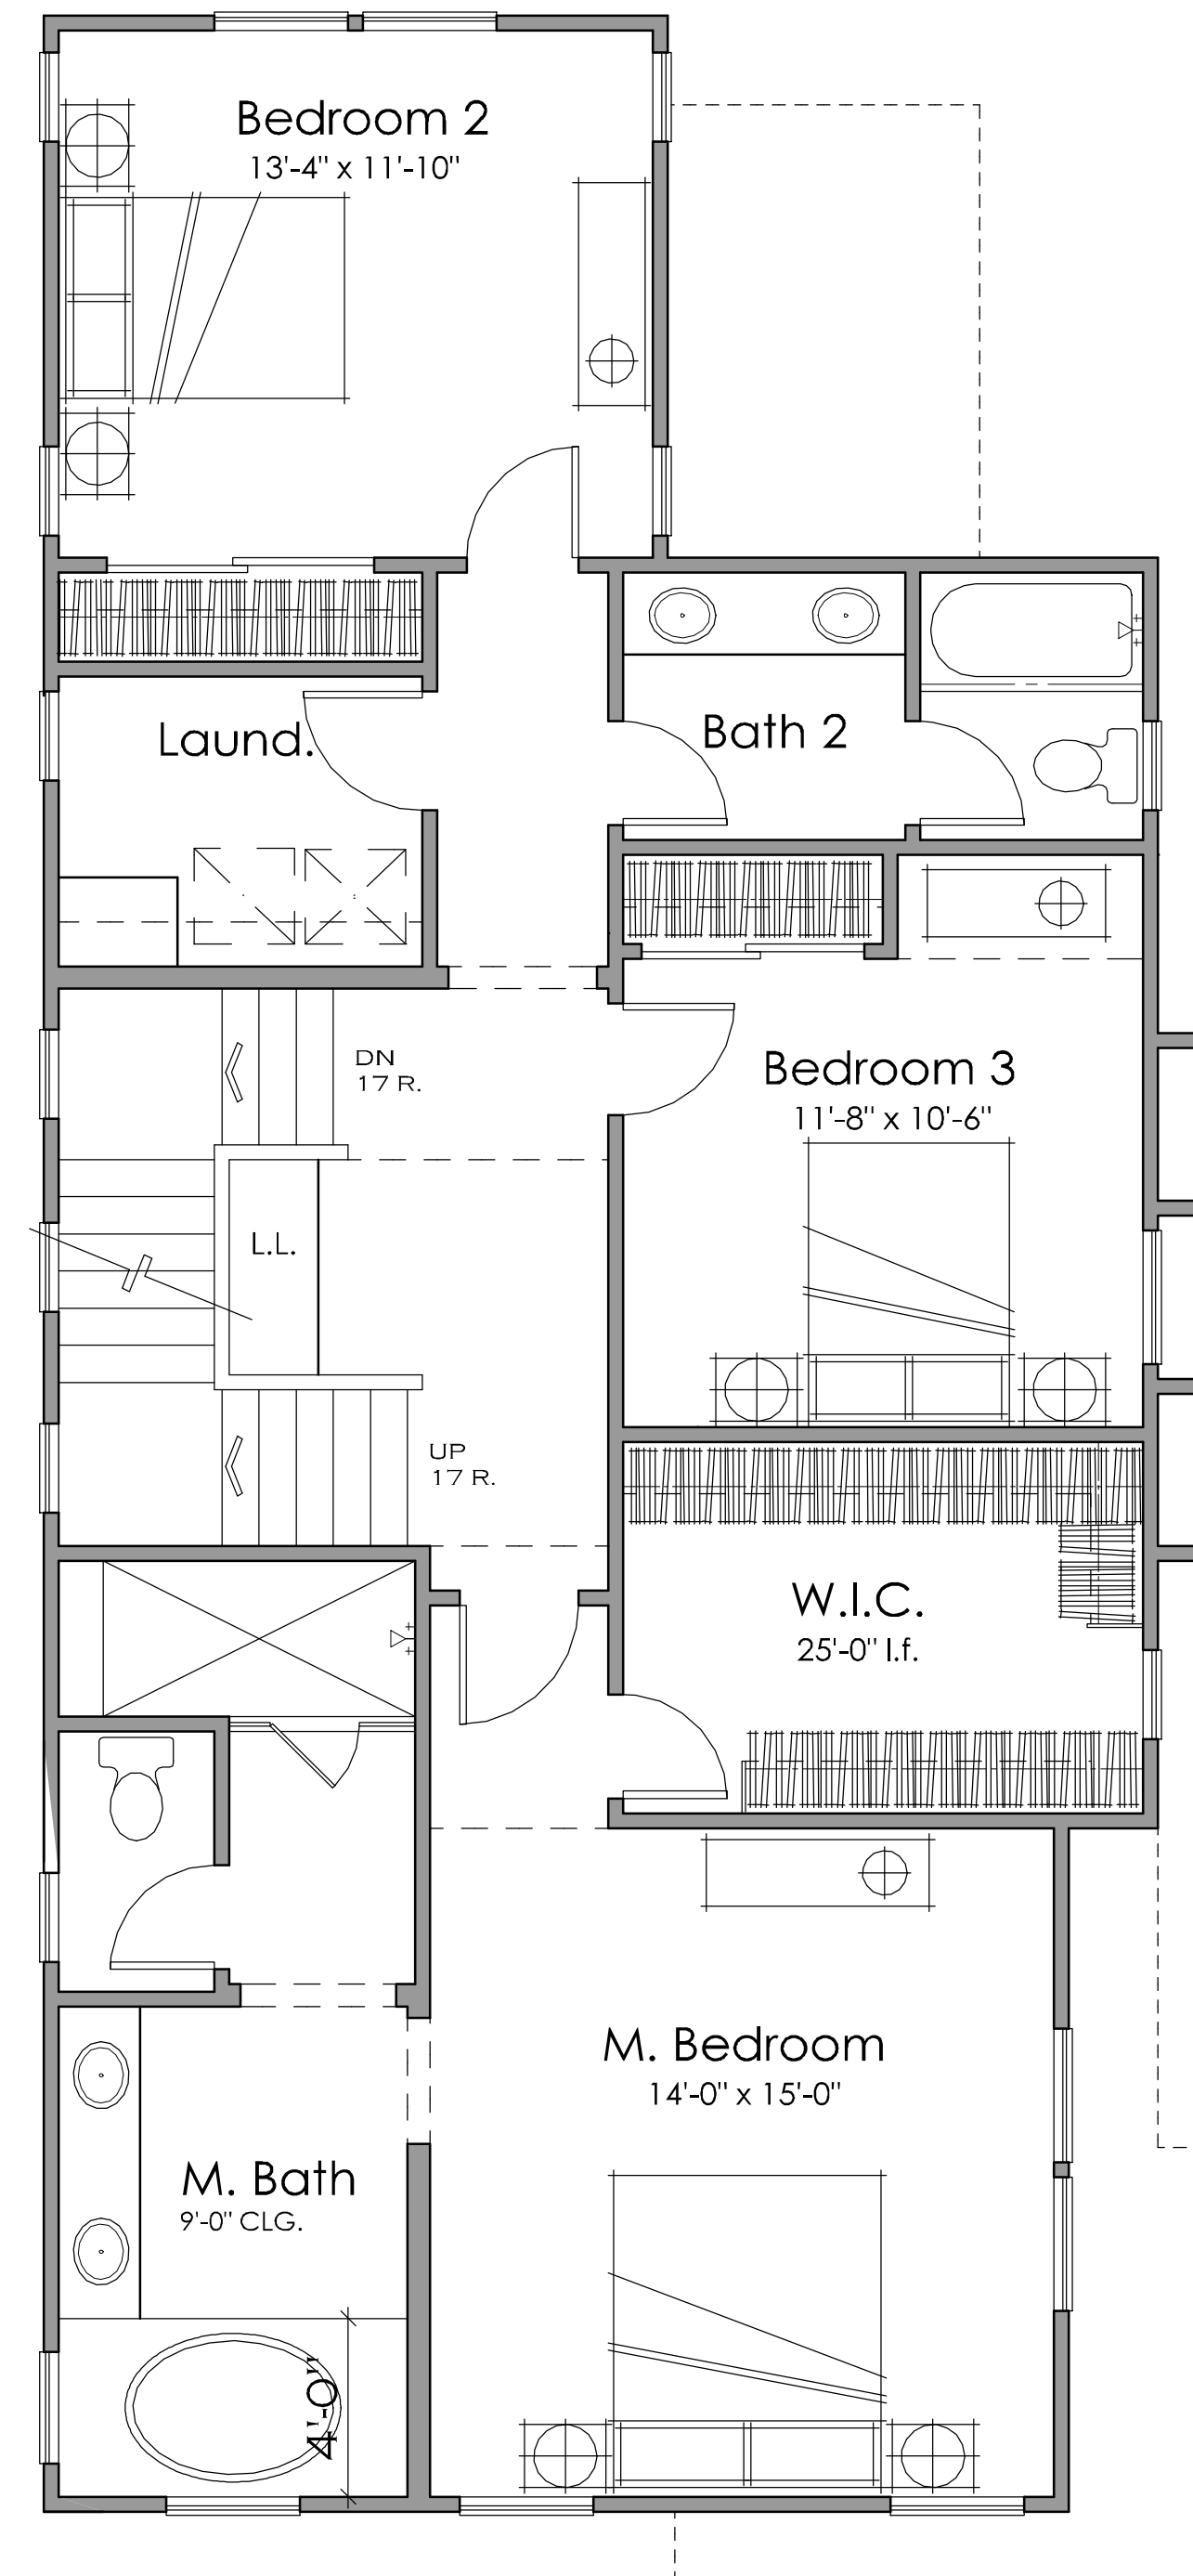 Bedroom 2
13'-4" x 11'-10"
Laund.
Bath 2
DN
17 R.
Bedroom 3
11'-8" x 10'-6"
L.L.
UP
17 R.
W.I.C.
25'-0" l.f.
M. Bedroom
14'-0" x 15'-0"
M. Bath
9'-0" CLG.
4'-0"